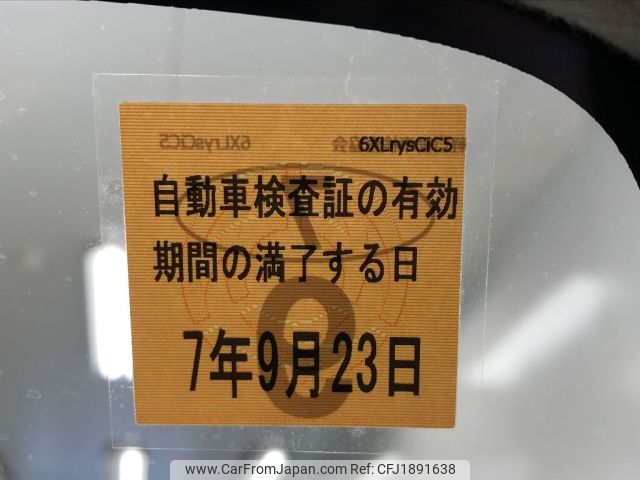 6XLrysCiC5
自動車検査証の有効
期間の満了する日
7年9月23日
www.CarFromJapan.com Ref: CFJ1891638